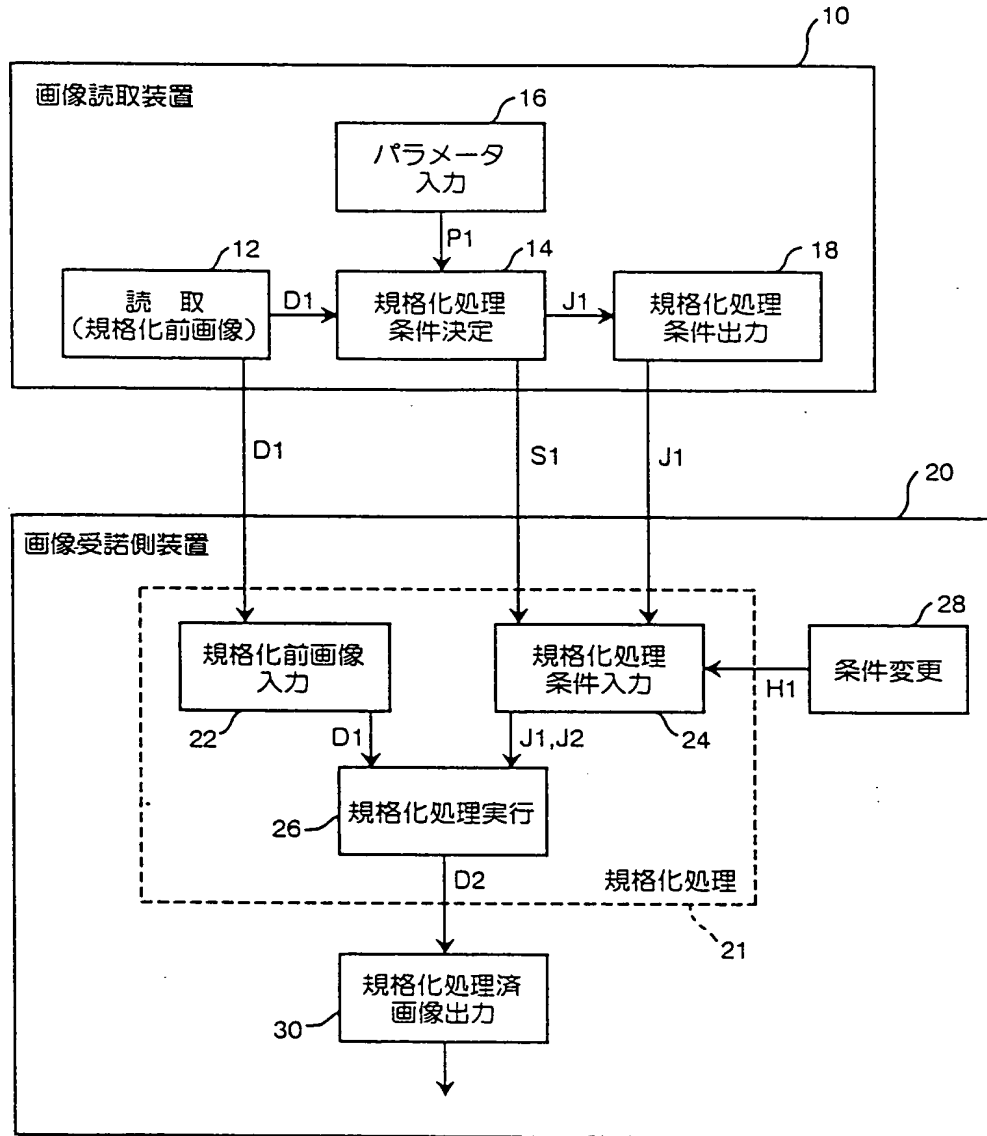 10
画像読取装置
16
パラメータ
入力
P1
12
14
18
読 取
(規格化前画像)
D1
規格化処理
条件決定
J1
規格化処理
条件出力
D1
S1
J1
20
画像受諾側装置
28
規格化前画像
入力
規格化処理
条件入力
H1
条件変更
22
D1
J1,J2
24
26
規格化処理実行
D2
規格化処理
21
規格化処理済
画像出力
30